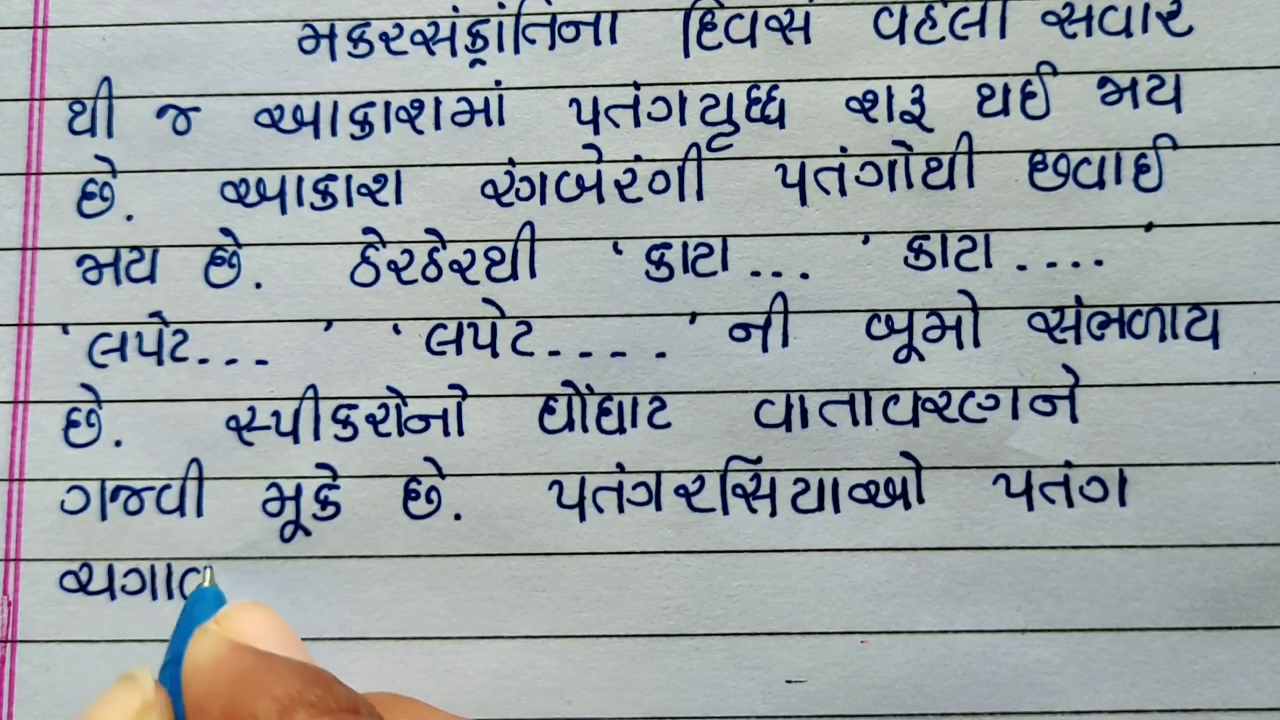 મકરસંક્રાંતિના દિવસે વહેલી સવાર
થી જ આકાશમાં પતંગયુદ્ધ શરૂ થઈ જાય
છે. આકાશ રંગબેરંગી પતંગોથી છવાઈ
જાય છે. ઠેરઠેરથી 'કાટા... ' કાટા .... '
'લપેટ... ' 'લપેટ.... ' ની બૂમો સંભળાય
છે. સ્પીકરોનો ઘોંઘાટ વાતાવરણને
ગજવી મૂકે છે. પતંગરસિયાઓ પતંગ